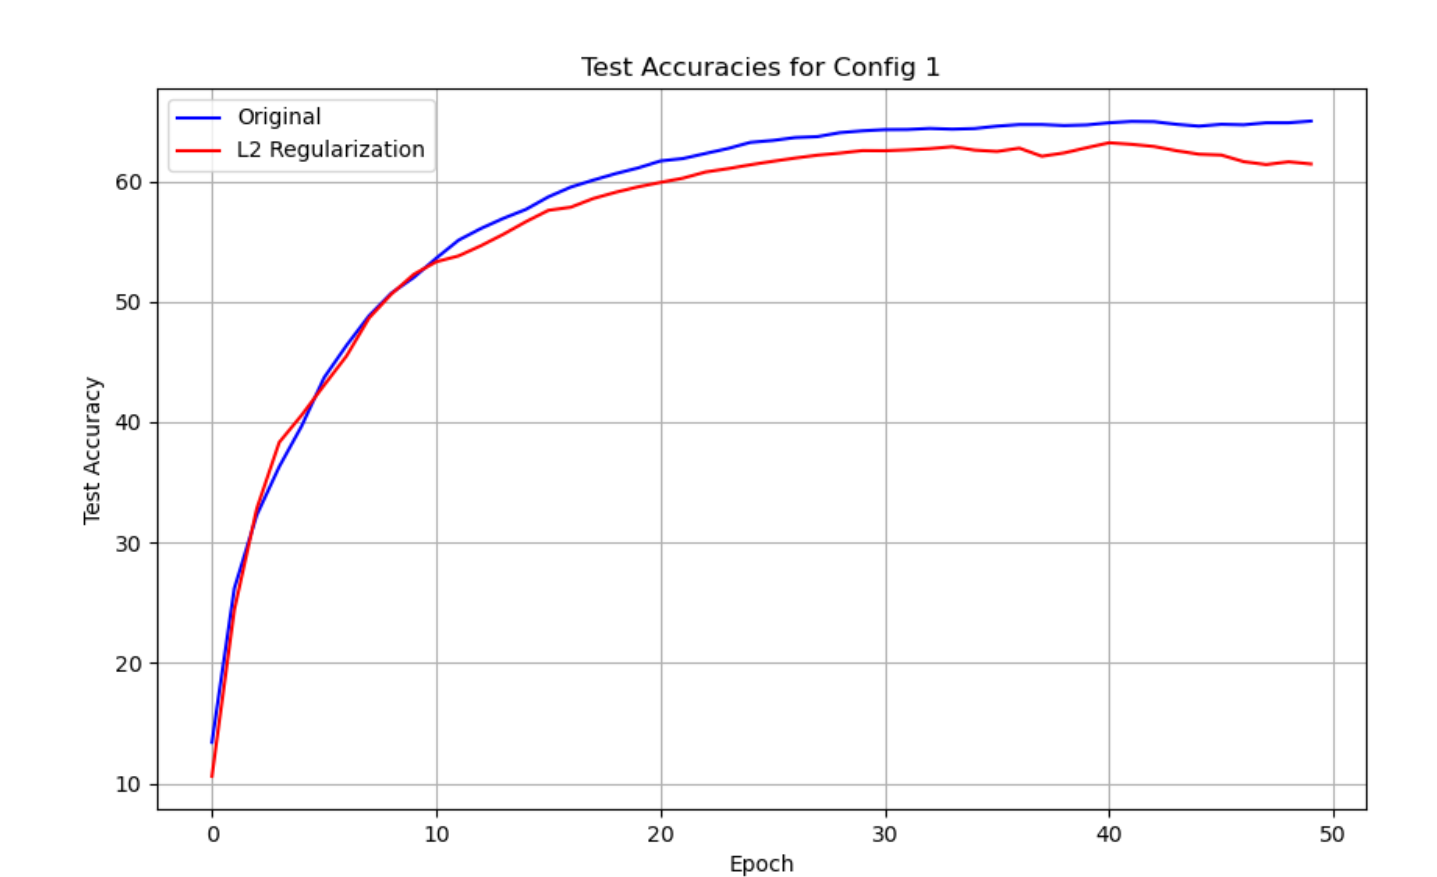 Test Accuracies for Config 1
Original
L2 Regularization
Test Accuracy
60
50
40
30
20
10
0 10 20 30 40 50
Epoch